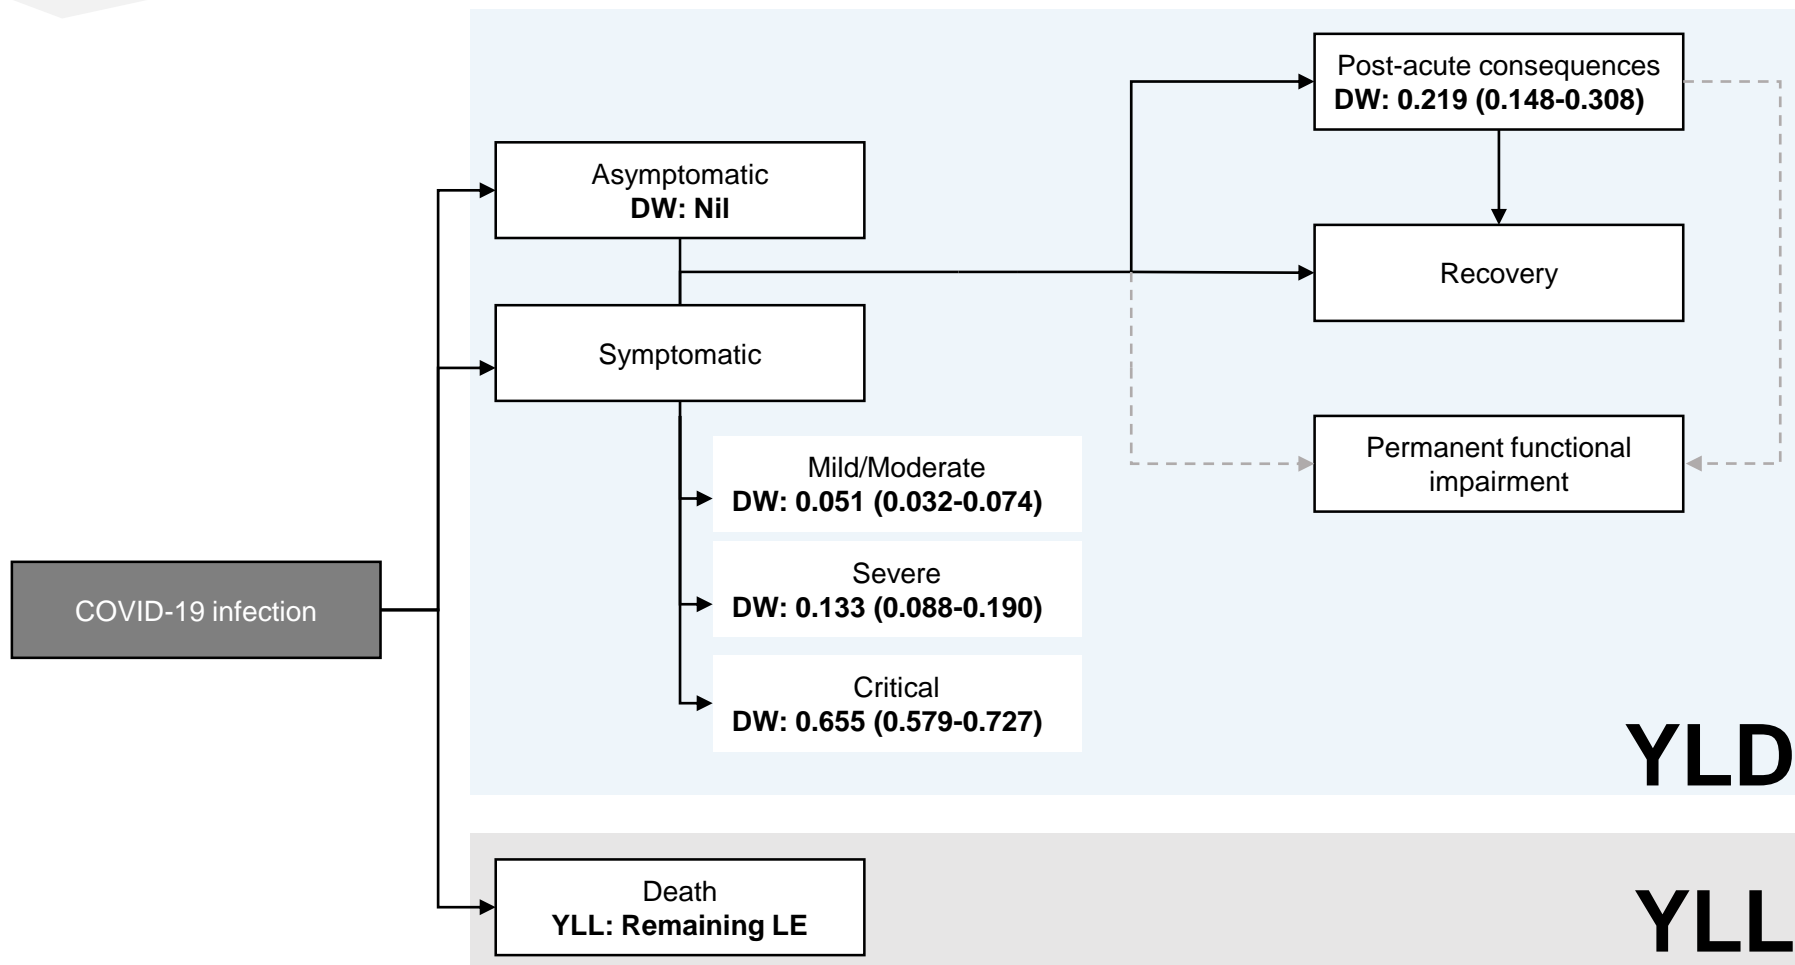 Post-acute consequences
DW: 0.219 (0.148-0.308)
Asymptomatic
DW: Nil
Recovery
Symptomatic
Permanent functional
impairment
Mild/Moderate
DW: 0.051 (0.032-0.074)
Severe
DW: 0.133 (0.088-0.190)
COVID-19 infection
Critical
DW: 0.655 (0.579-0.727)
YLD
Death
YLL: Remaining LE
YLL